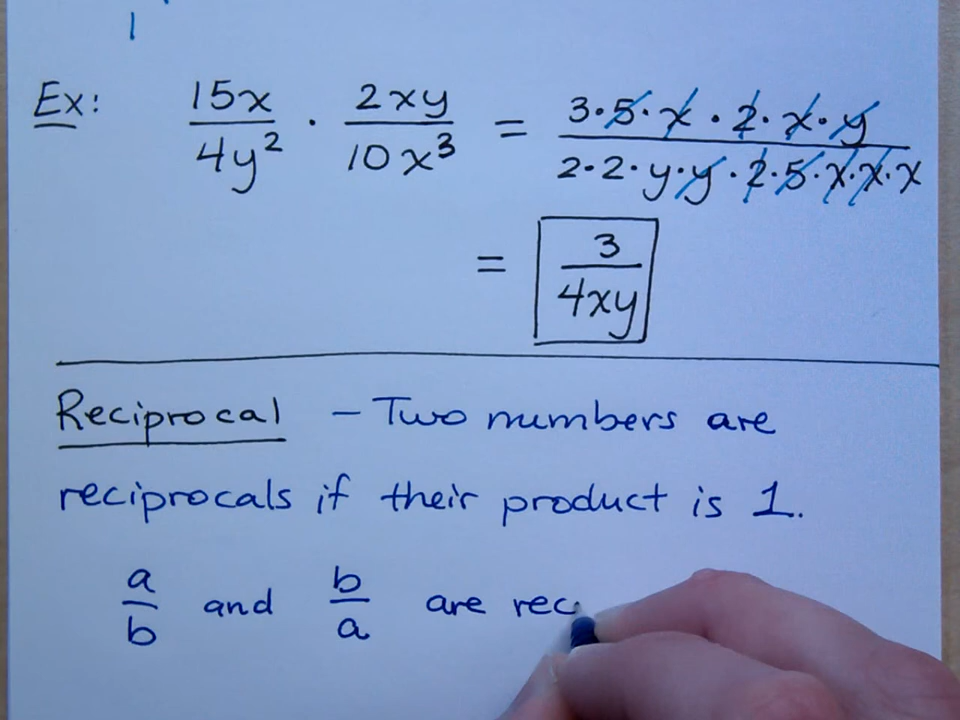 1
Ex: 15x/4y² · 2xy/10x³ = 3·5·x·2·x·y/2·2·y·y·2·5·x·x·x
= 3/4xy
Reciprocal – Two numbers are
reciprocals if their product is 1.
a/b and b/a are rec